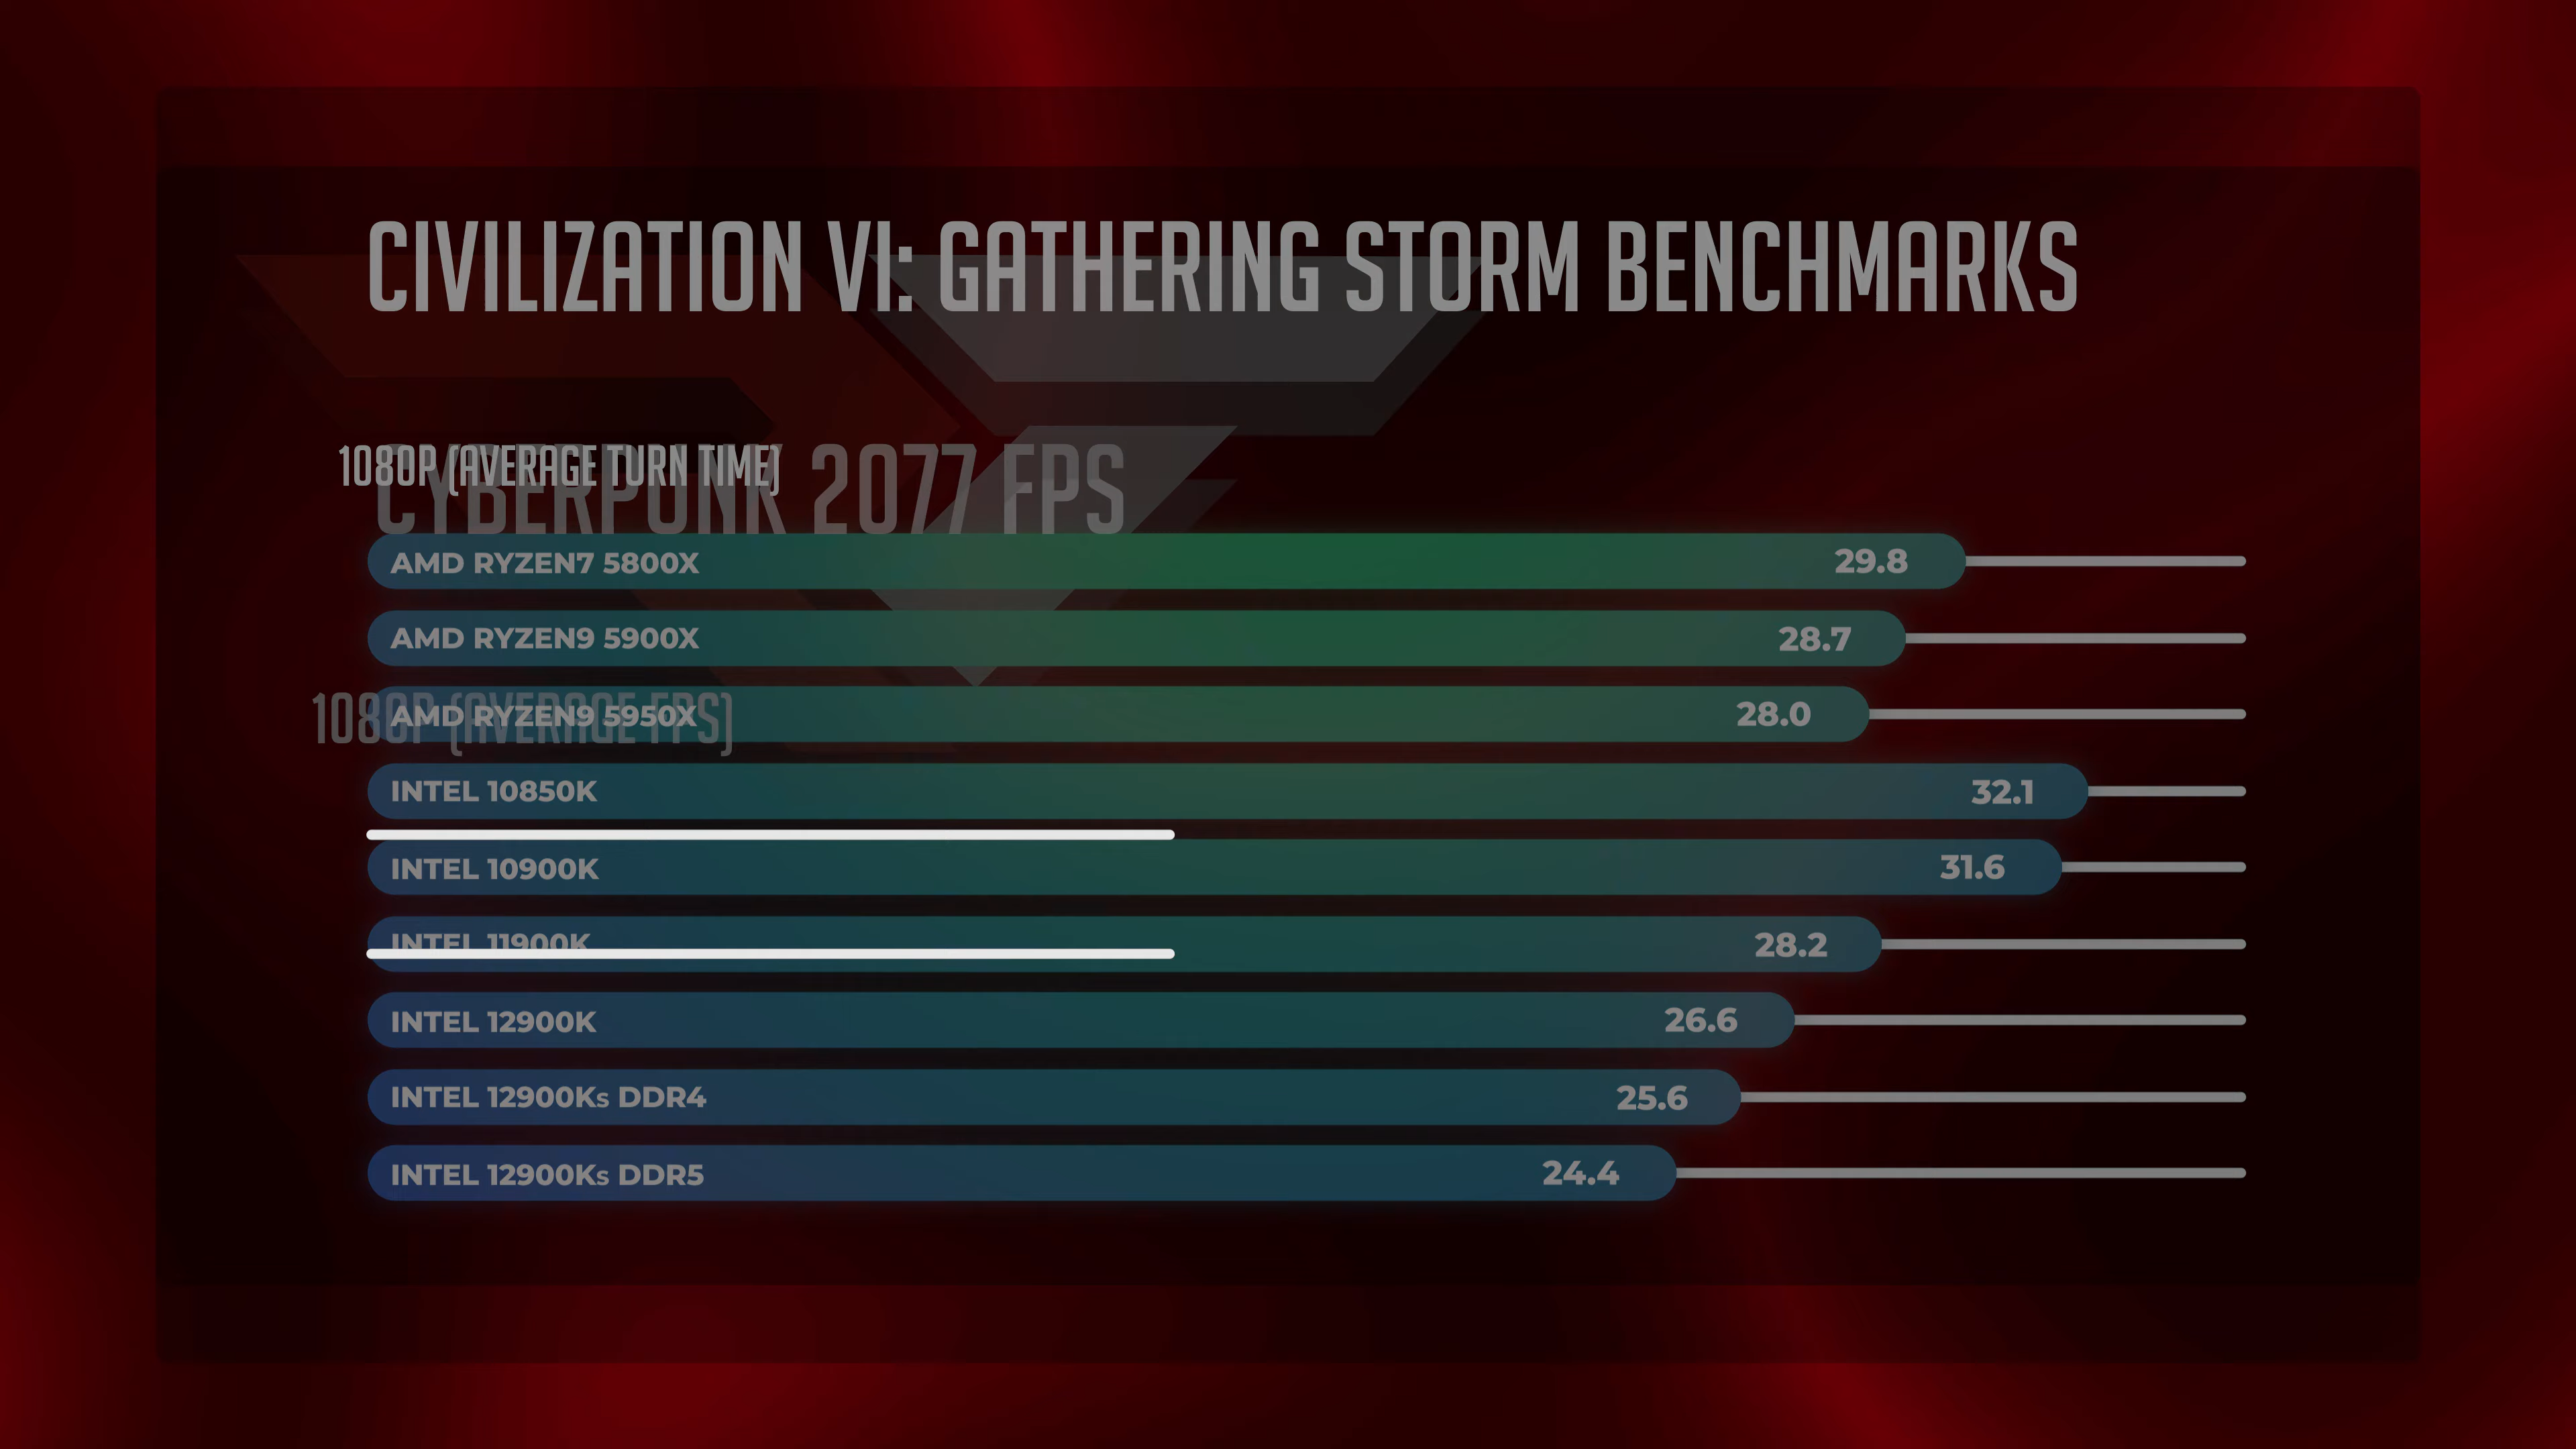 CIVILIZATION VI: GATHERING STORM BENCHMARKS
1080P (AVERAGE TURN TIME)
CYBERPUNK 2077 FPS
AMD RYZEN7 5800X 29.8
AMD RYZEN9 5900X 28.7
1080P (AVERAGE FPS)
AMD RYZEN9 5950X 28.0
INTEL 10850K 32.1
INTEL 10900K 31.6
INTEL 11900K 28.2
INTEL 12900K 26.6
INTEL 12900Ks DDR4 25.6
INTEL 12900Ks DDR5 24.4